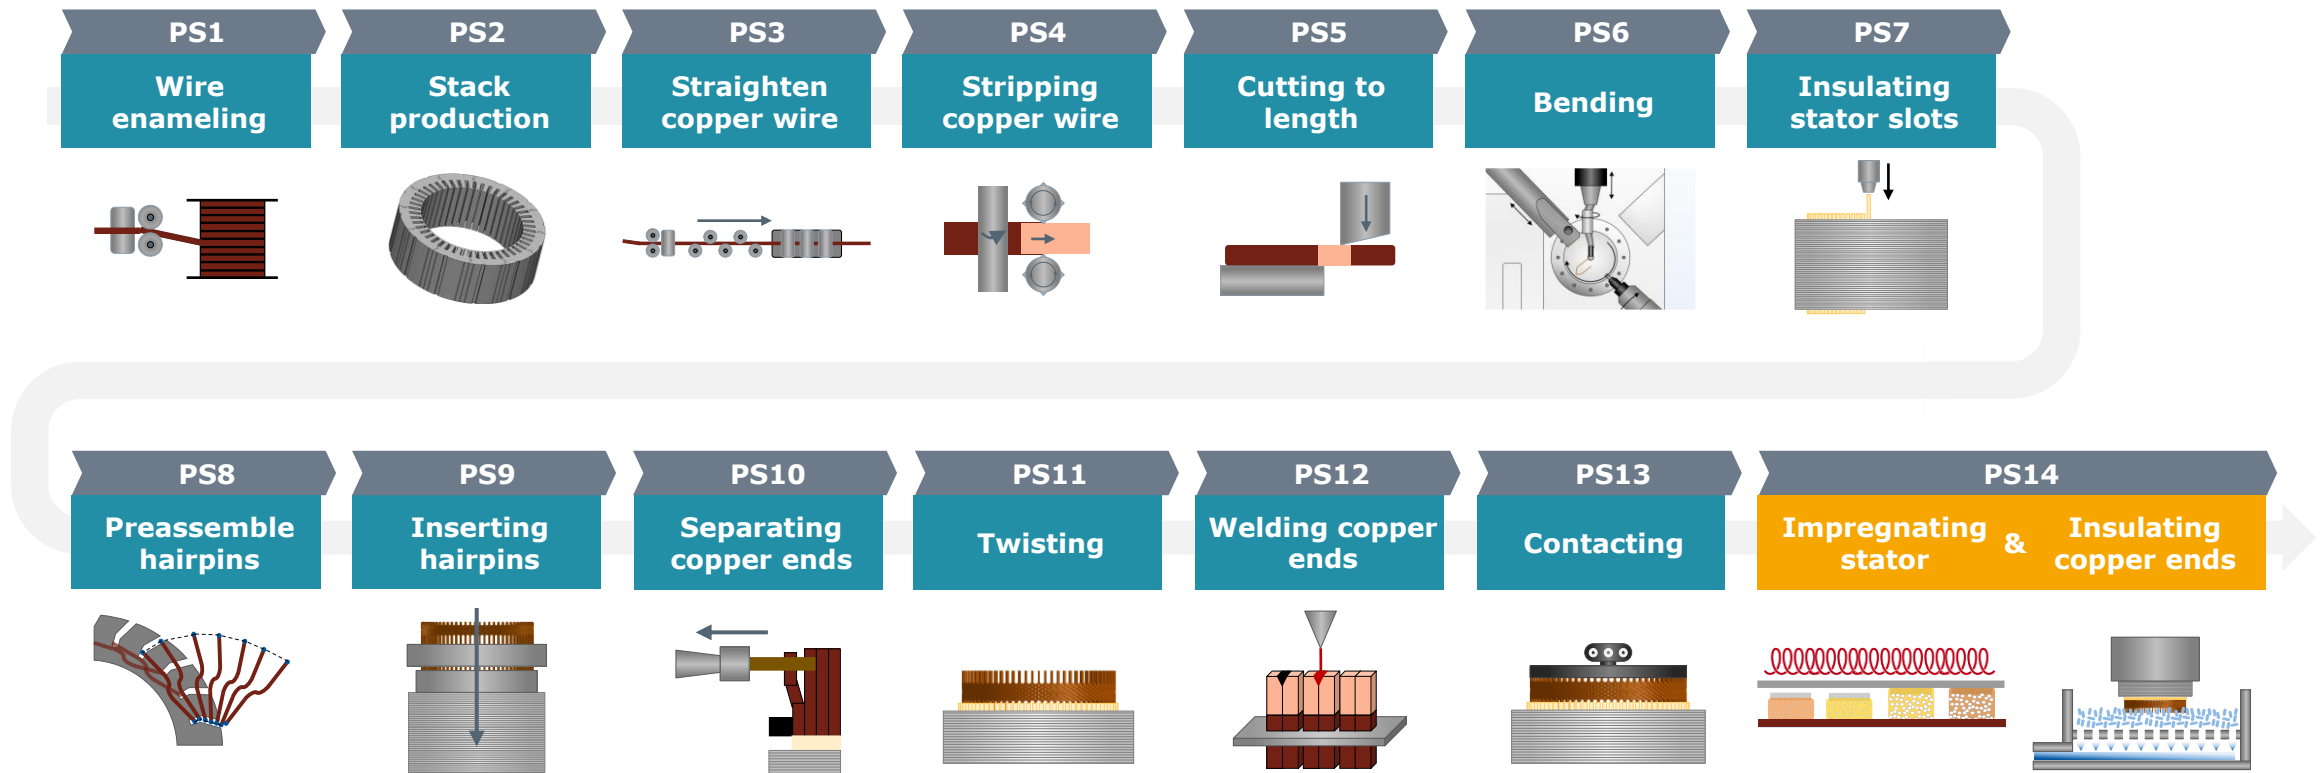 PS1
Wire
enameling
PS2
Stack
production
PS3
Straighten
copper wire
PS4
Stripping
copper wire
PS5
Cutting to
length
PS6
Bending
PS7
Insulating
stator slots
PS8
Preassemble
hairpins
PS9
Inserting
hairpins
PS10
Separating
copper ends
PS11
Twisting
PS12
Welding copper
ends
PS13
Contacting
PS14
Impregnating
stator
&
Insulating
copper ends